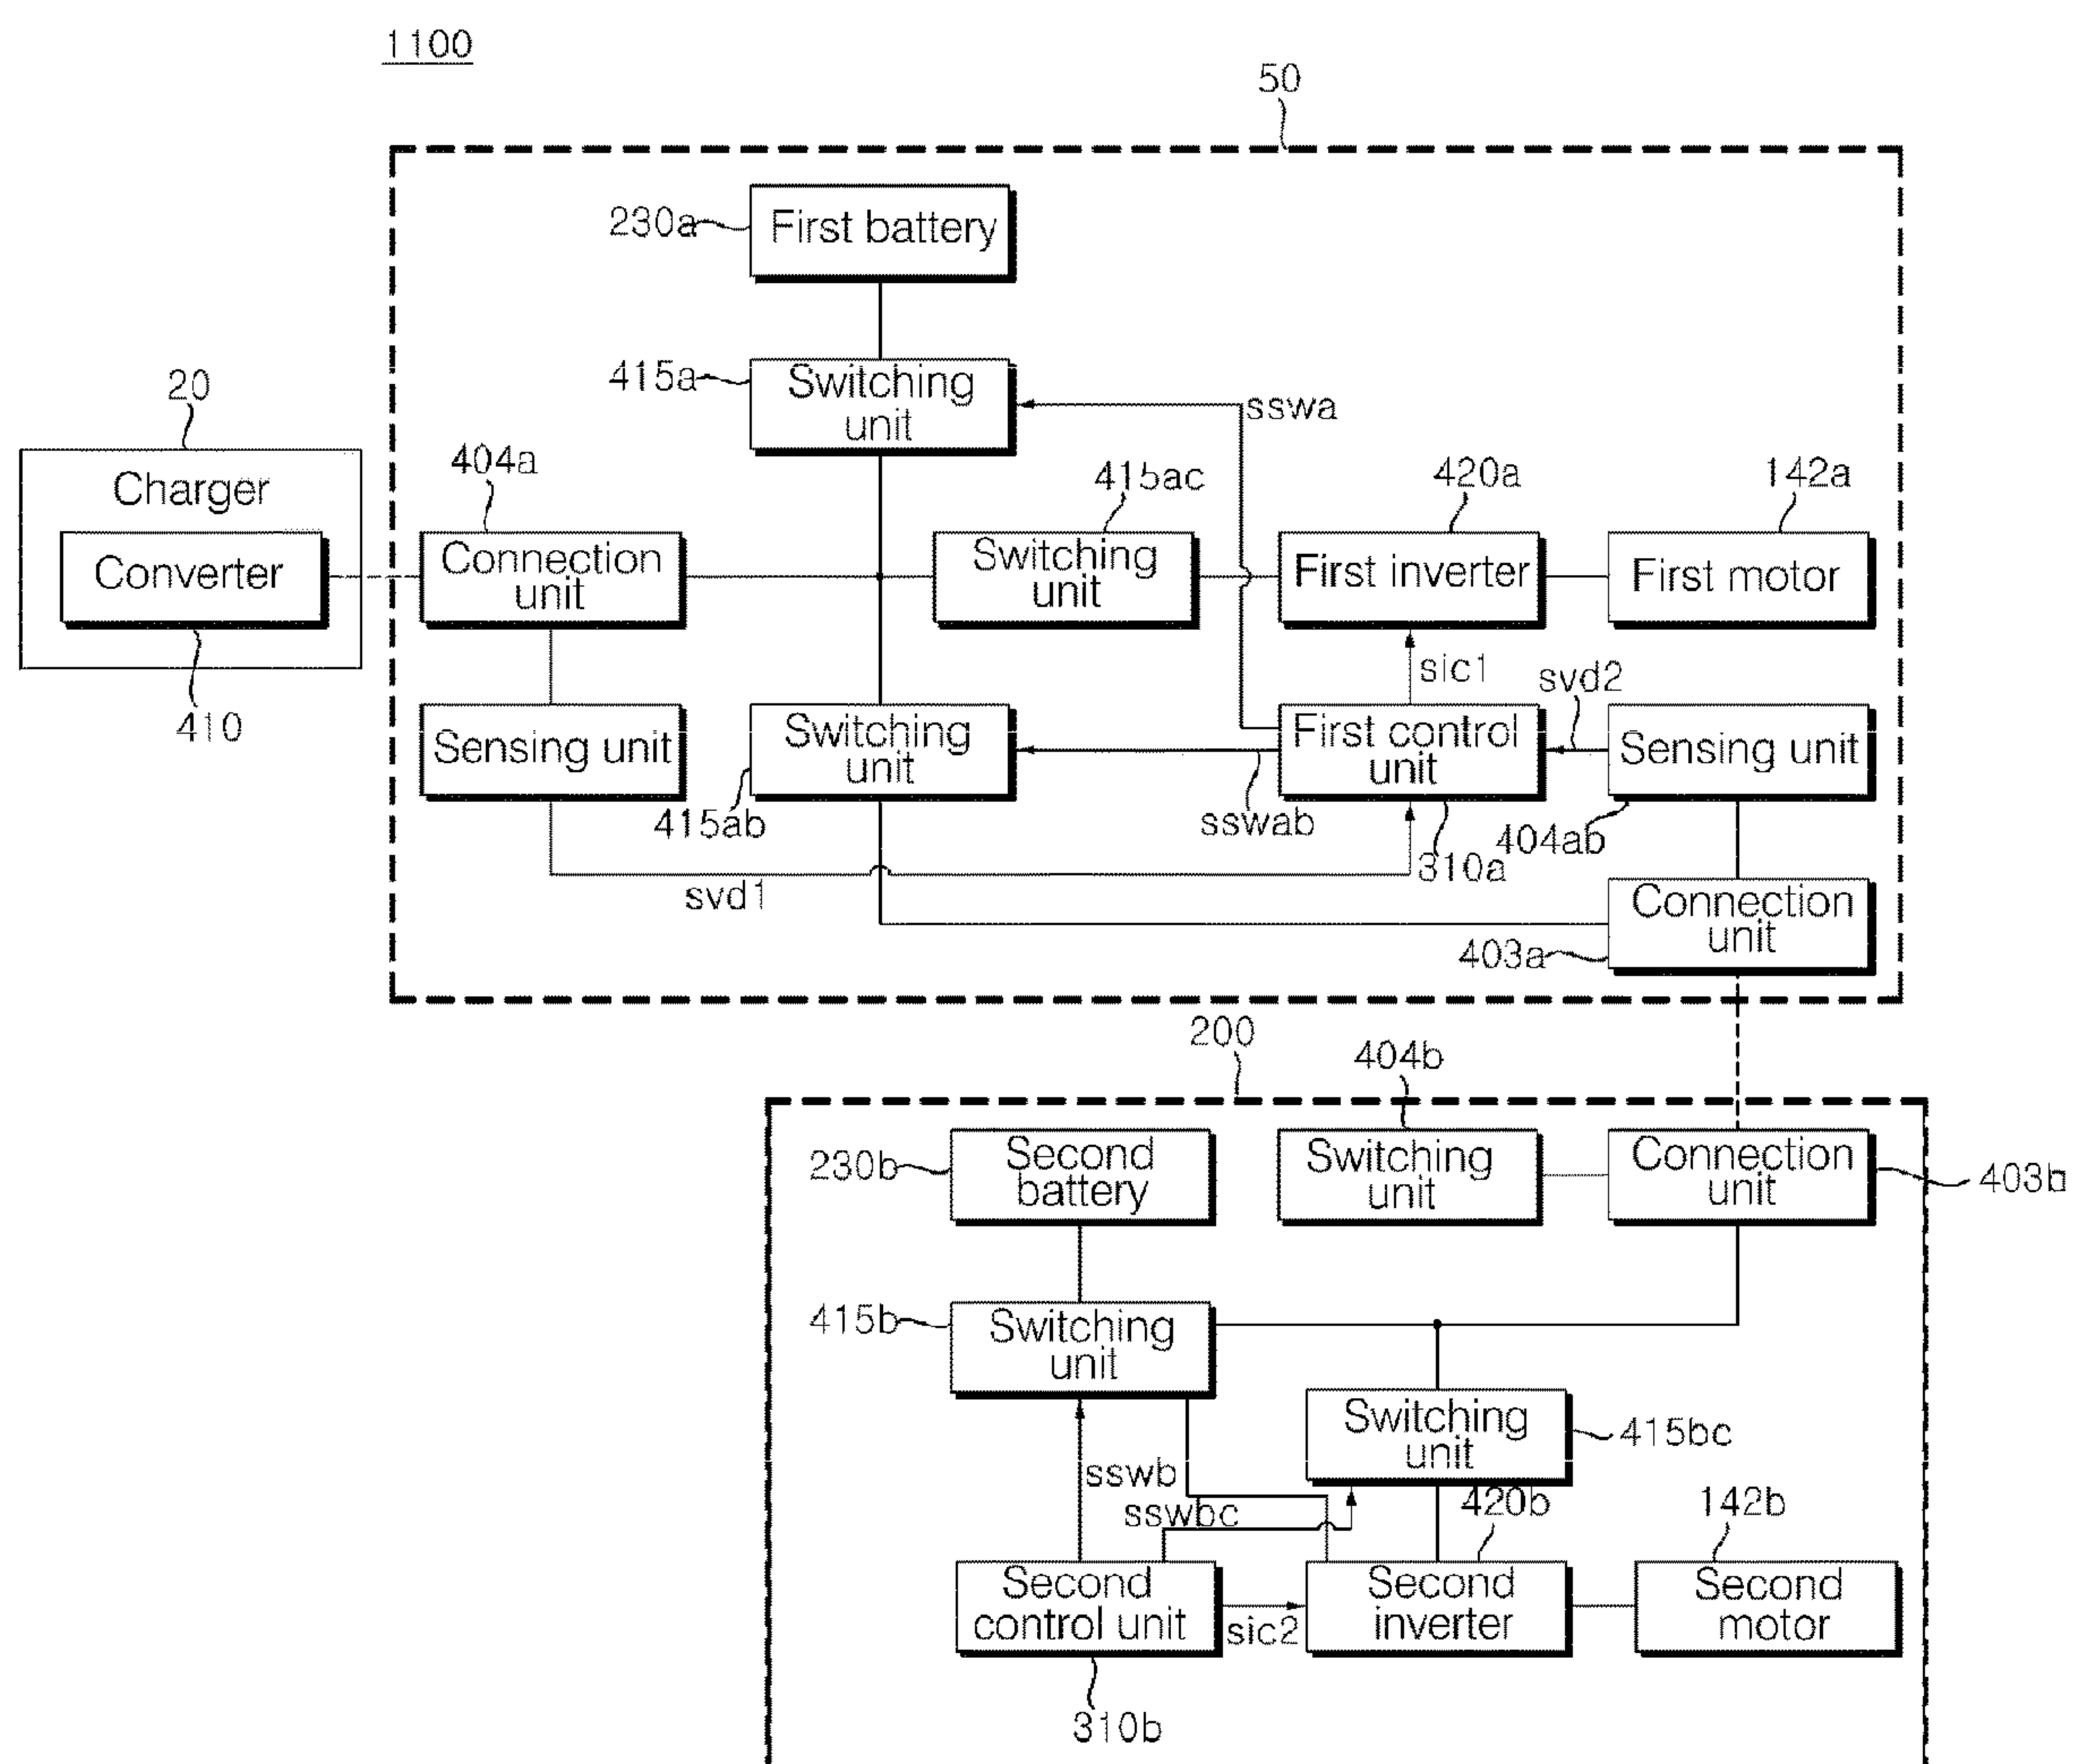 1100
50
230a
First battery
415a
Switching
unit
sswa
20
Charger
Converter
410
404a
Connection
unit
415ac
Switching
unit
420a
First inverter
142a
First motor
sic1
svd2
Sensing unit
Switching
unit
415ab
First control
unit
Sensing unit
sswab
310a
404ab
svd1
Connection
unit
403a
200
404b
230b
Second
battery
Switching
unit
Connection
unit
403b
415b
Switching
unit
Switching
unit
415bc
sswb
sswbc
420b
142b
Second
control unit
sic2
Second
inverter
Second
motor
310b